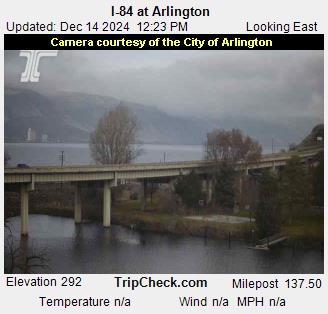 I-84 at Arlington
Updated: Dec 14 2024 12:23 PM Looking East
Camera courtesy of the City of Arlington
Elevation 292 TripCheck.com Milepost 137.50
Temperature n/a Wind n/a MPH n/a